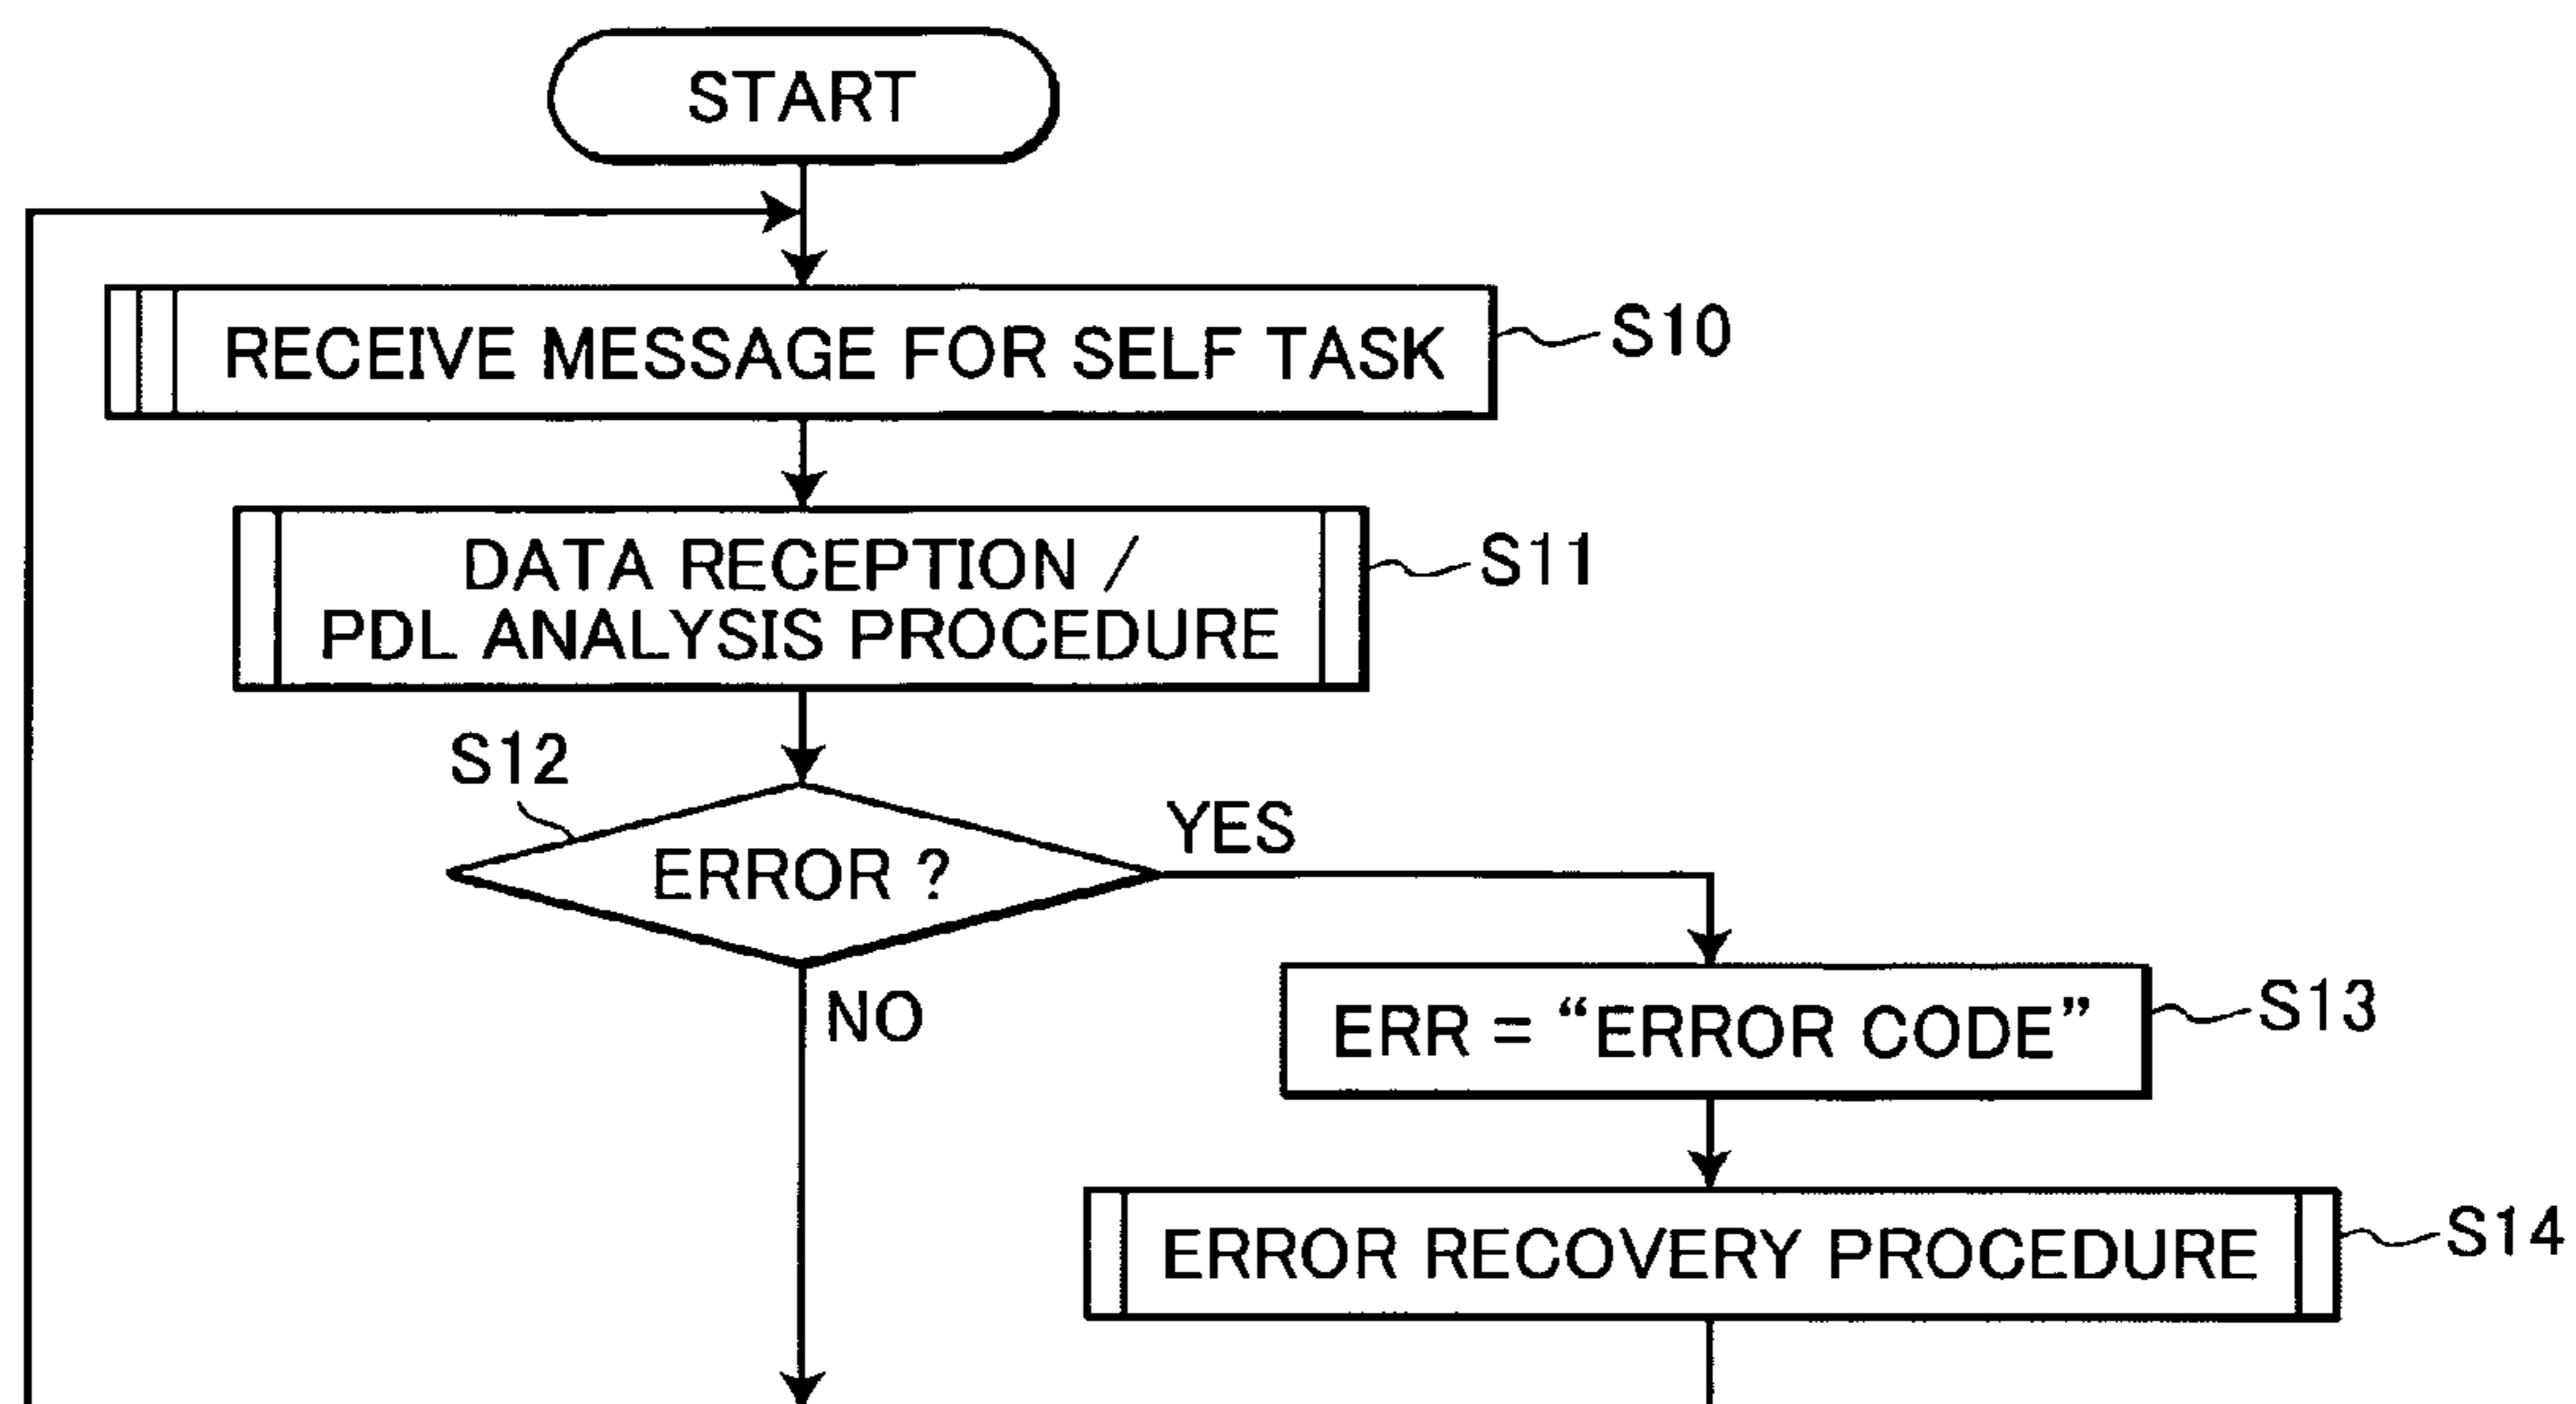 START
RECEIVE MESSAGE FOR SELF TASK
S10
DATA RECEPTION /
PDL ANALYSIS PROCEDURE
S11
S12
ERROR ?
YES
NO
ERR = “ERROR CODE”
S13
ERROR RECOVERY PROCEDURE
S14